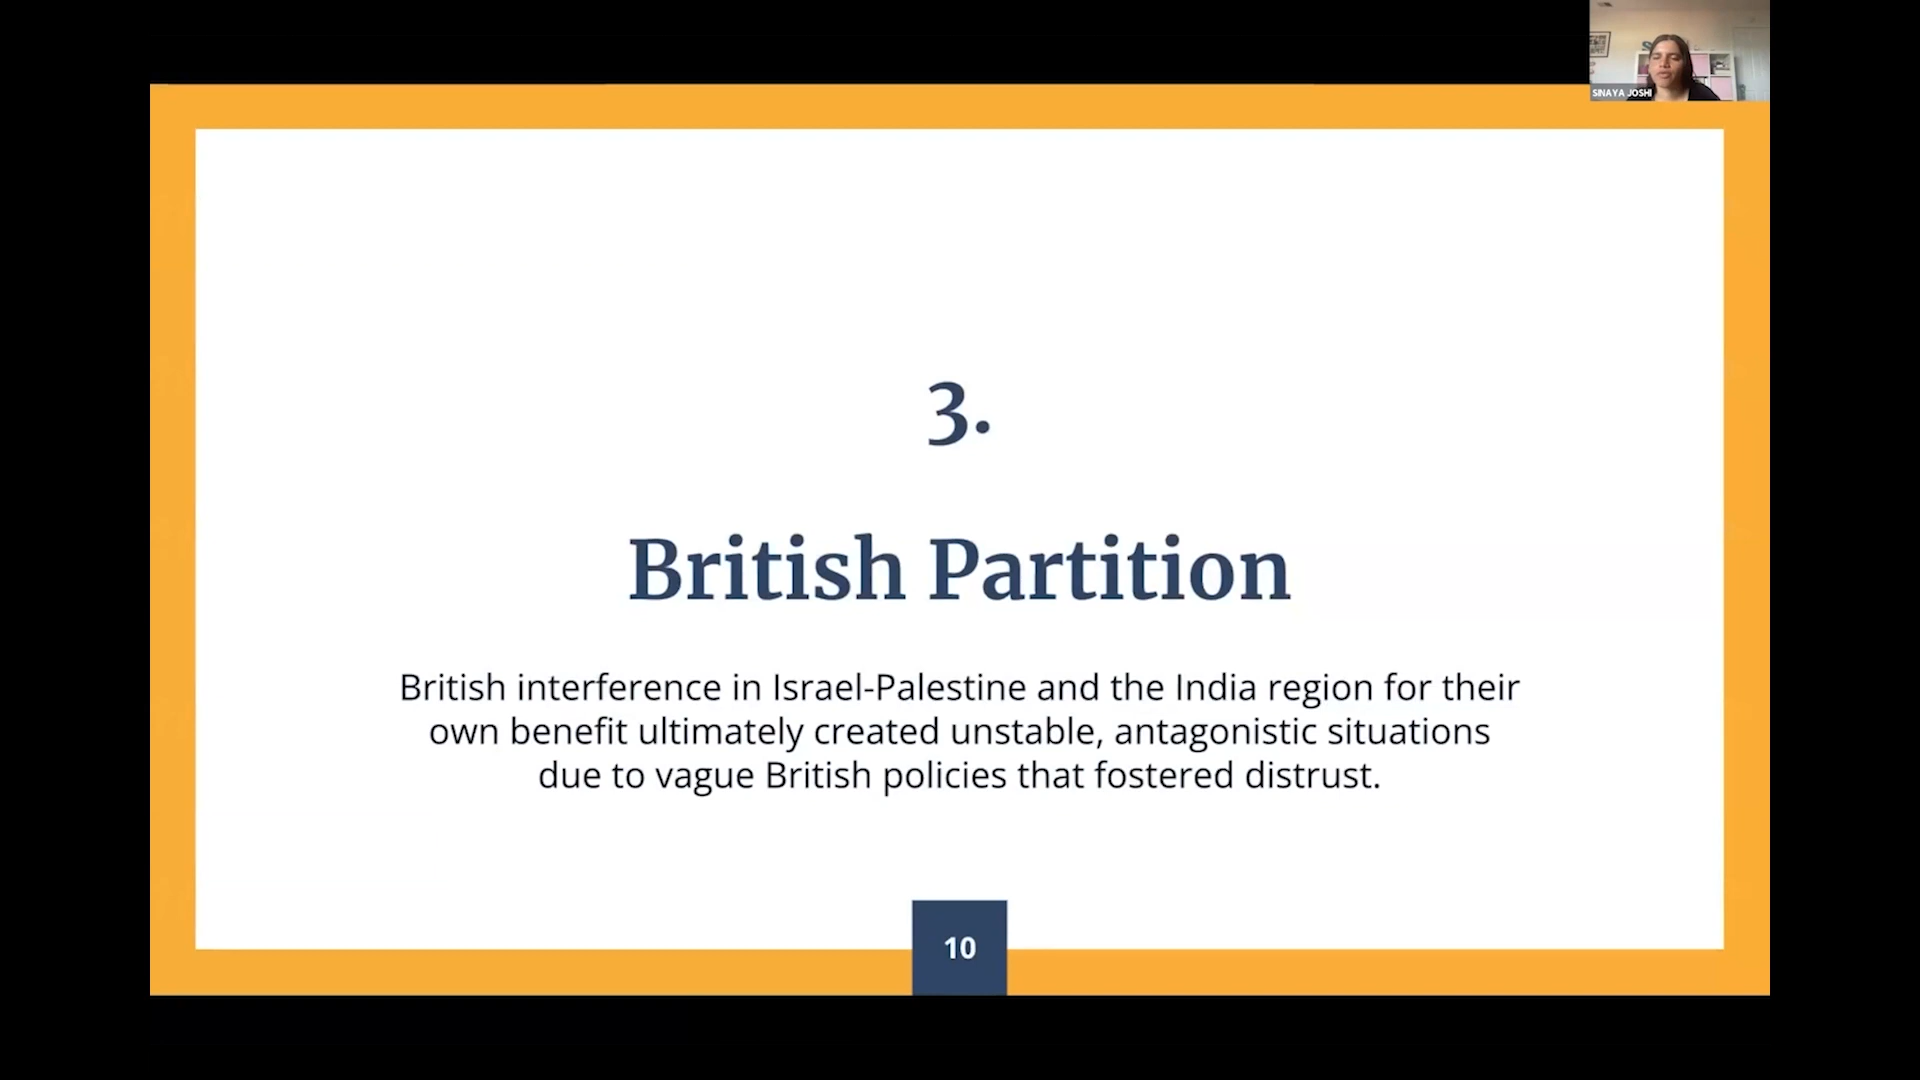 SINAYA JOSHI
3.
British Partition
British interference in Israel-Palestine and the India region for their
own benefit ultimately created unstable, antagonistic situations
due to vague British policies that fostered distrust.
10